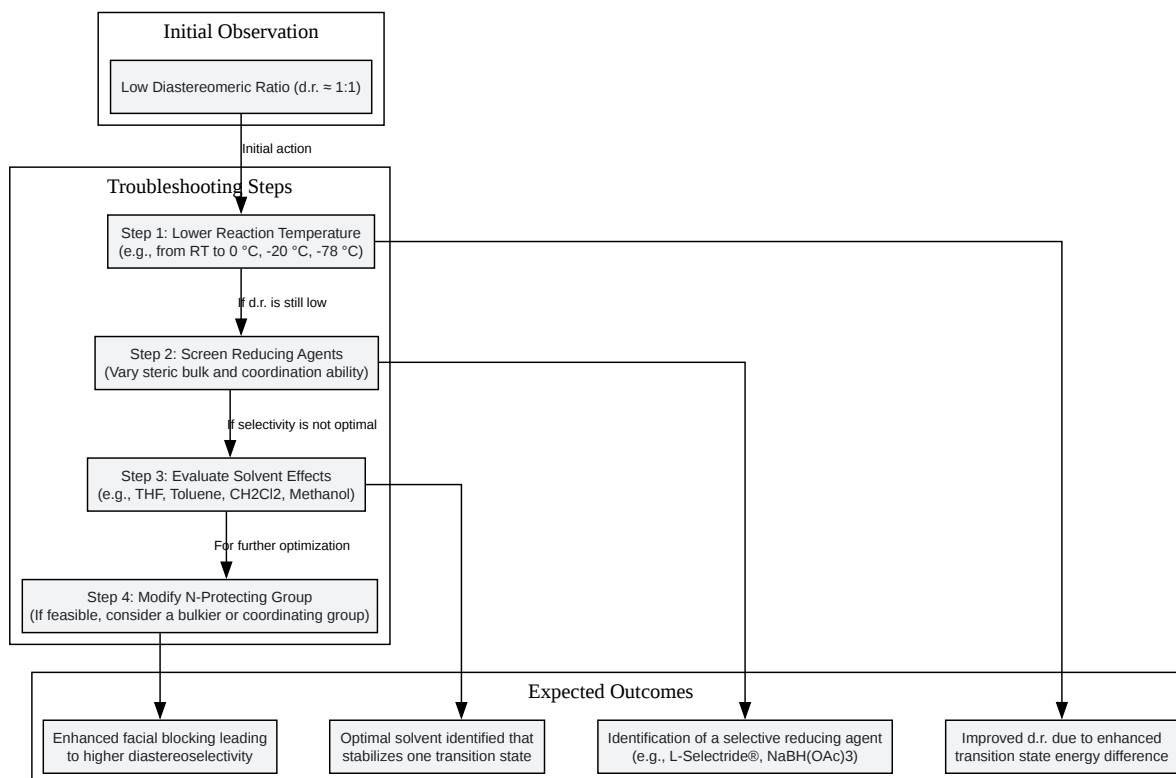 Initial Observation
Low Diastereomeric Ratio (d.r. ≈ 1:1)
Initial action
Troubleshooting Steps
Step 1: Lower Reaction Temperature
(e.g., from RT to 0 °C, -20 °C, -78 °C)
If d.r. is still low
Step 2: Screen Reducing Agents
(Vary steric bulk and coordination ability)
If selectivity is not optimal
Step 3: Evaluate Solvent Effects
(e.g., THF, Toluene, CH2Cl2, Methanol)
For further optimization
Step 4: Modify N-Protecting Group
(If feasible, consider a bulkier or coordinating group)
Expected Outcomes
Enhanced facial blocking leading
to higher diastereoselectivity
Optimal solvent identified that
stabilizes one transition state
Identification of a selective reducing agent
(e.g., L-Selectride®, NaBH(OAc)3)
Improved d.r. due to enhanced
transition state energy difference